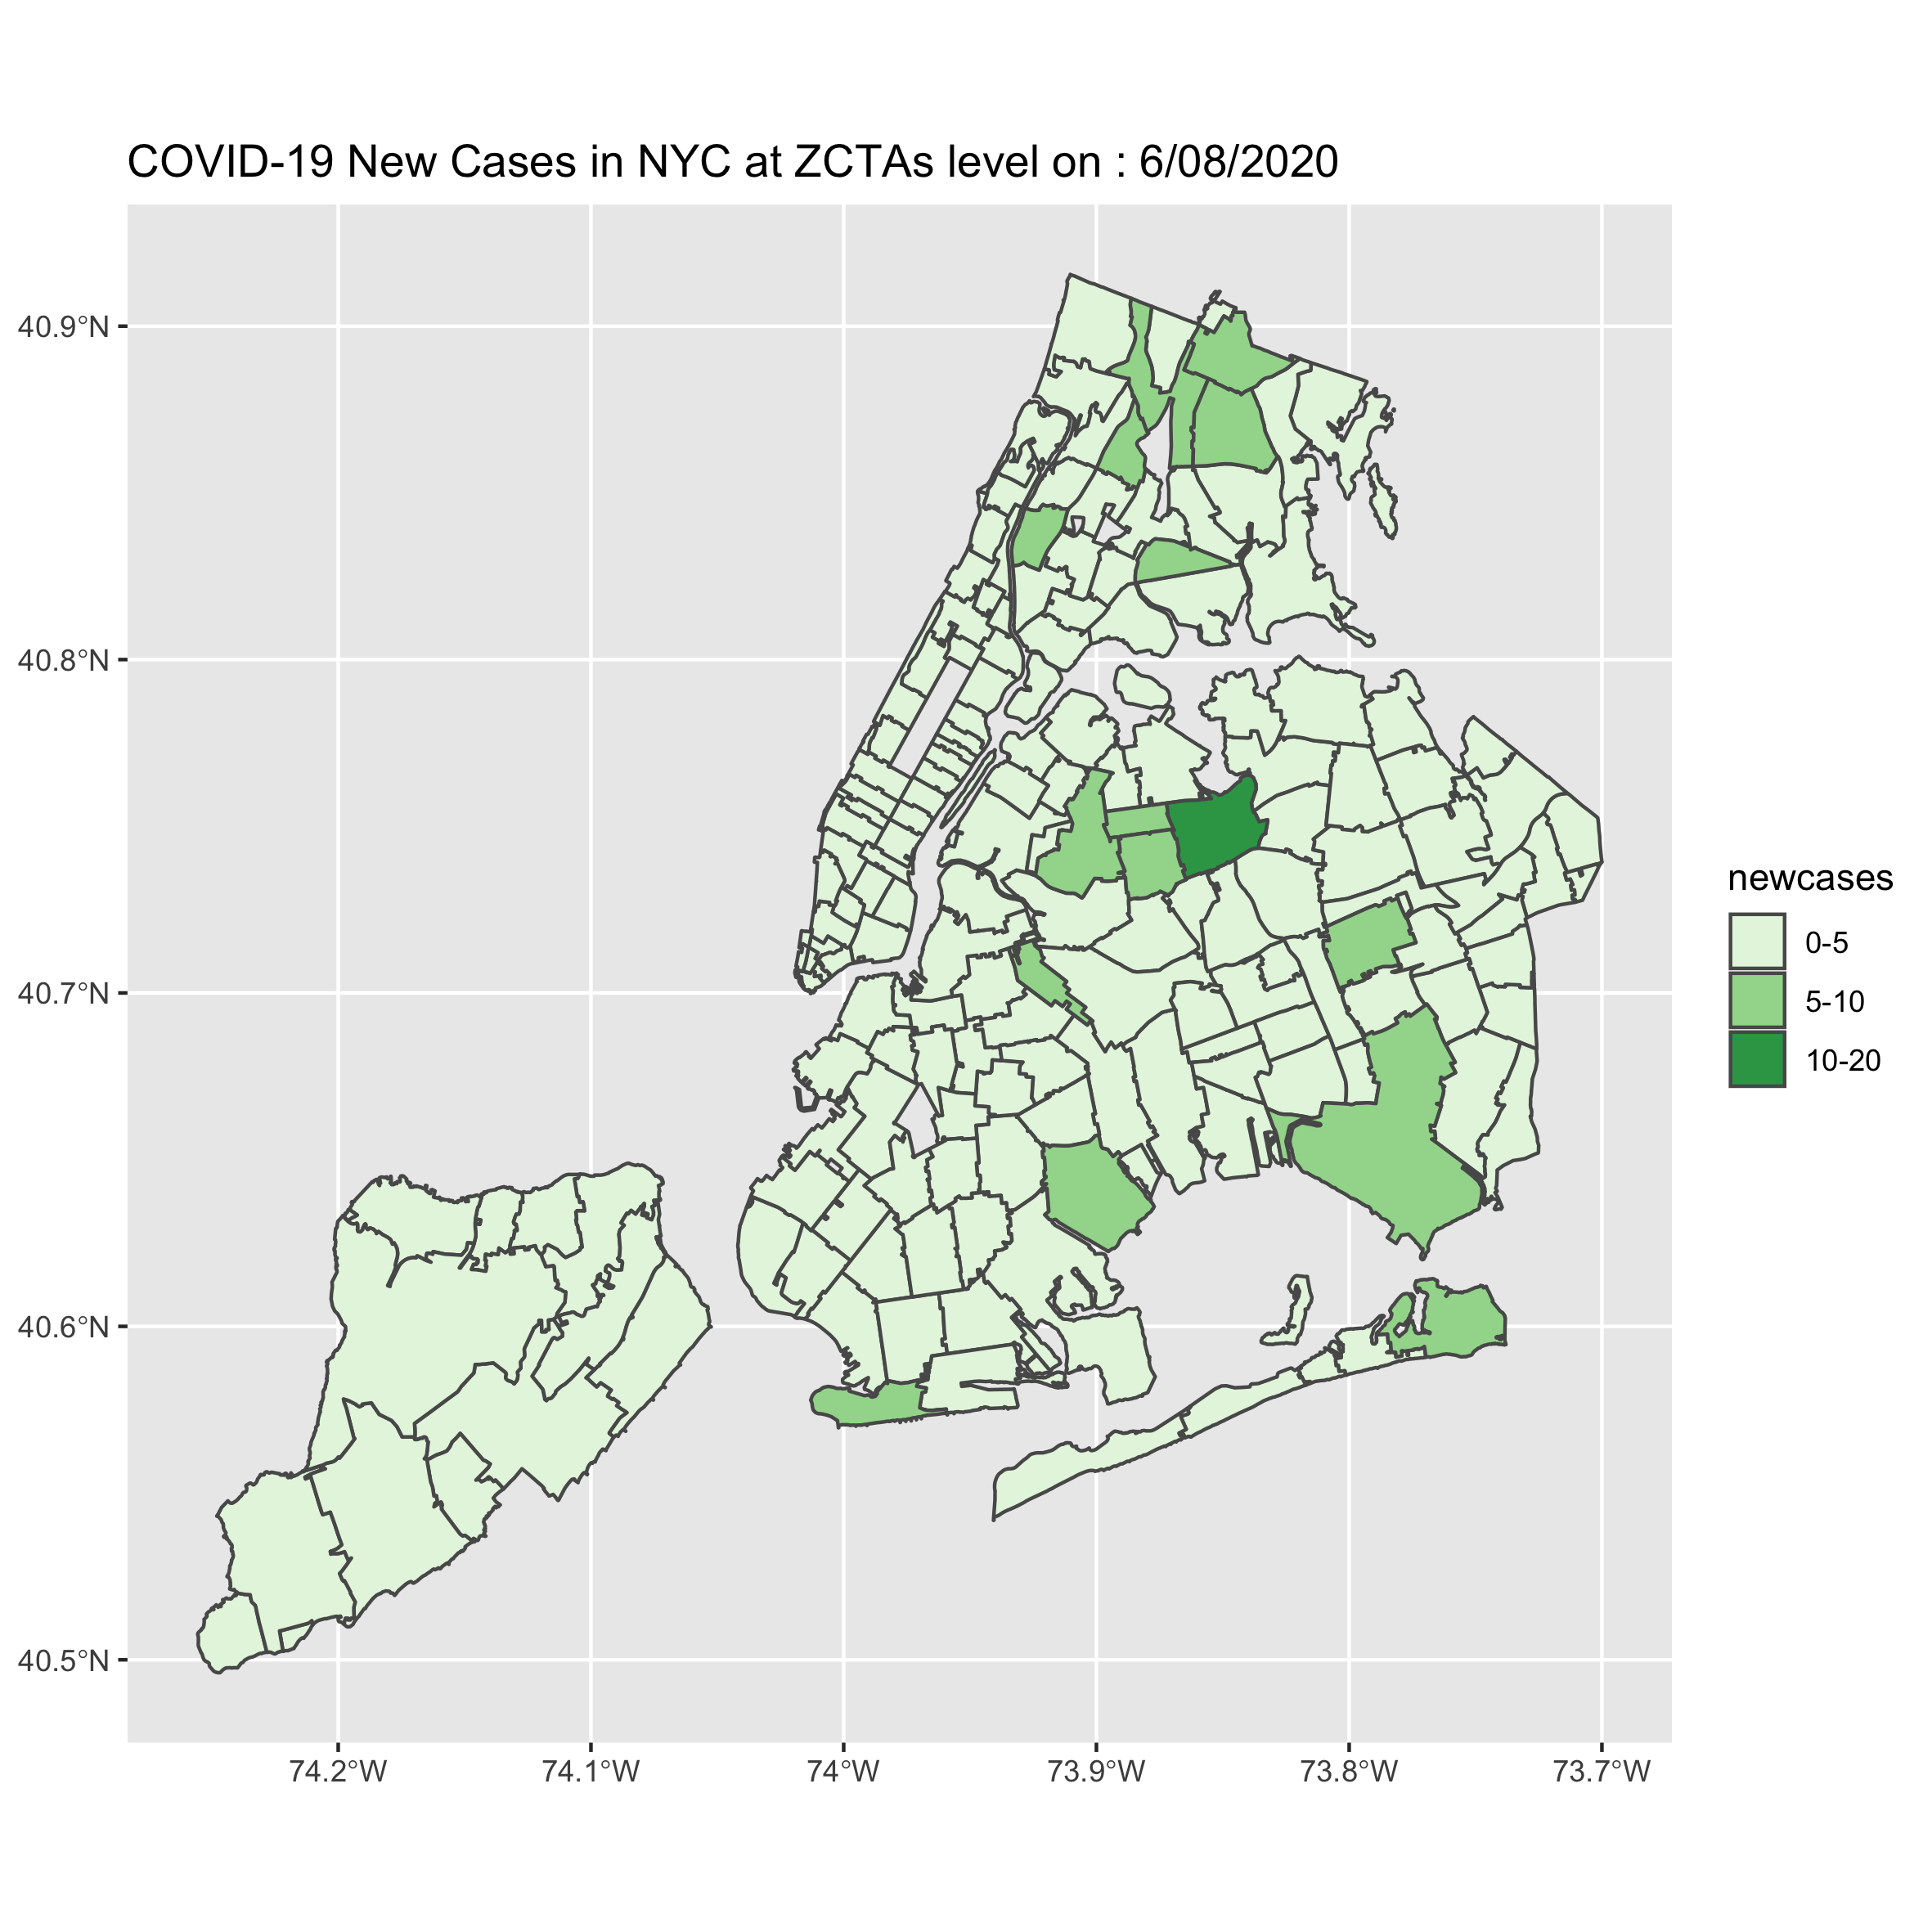 COVID-19 New Cases in NYC at ZCTAs level on : 6/08/2020
40.9°N
40.8°N
40.7°N
40.6°N
40.5°N
74.2°W
74.1°W
74°W
73.9°W
73.8°W
73.7°W
newcases
0-5
5-10
10-20